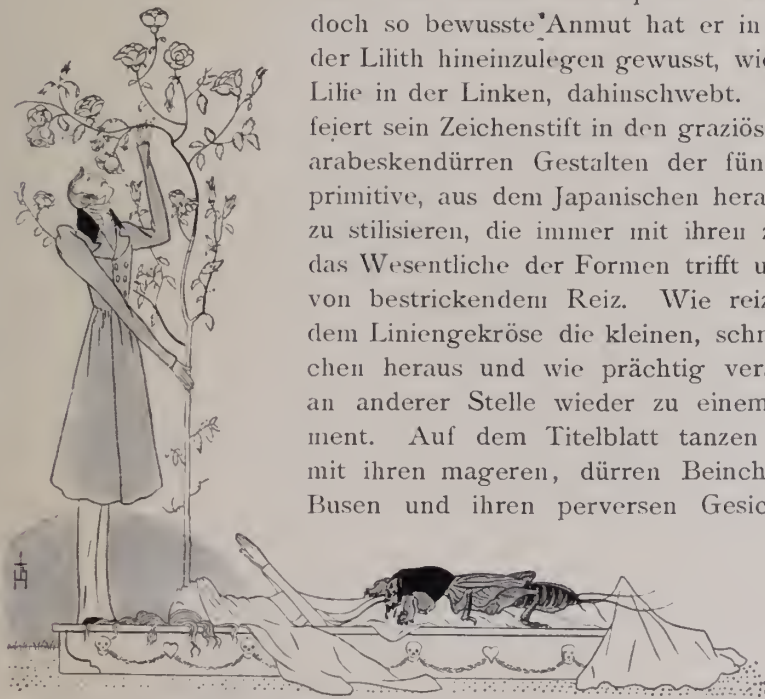 doch so bewusste Anmut hat er in
der Lilith hineinzulegen gewusst, wie
Lilie in der Linken, dahinschwebt.
feiert sein Zeichenstift in den graziös
arabeskendürren Gestalten der fün
primitive, aus dem Japanischen hera
zu stilisieren, die immer mit ihren z
das Wesentliche der Formen trifft u
von bestrickendem Reiz. Wie reiz
dem Liniengekröse die kleinen, schn
chen heraus und wie prächtig ver
an anderer Stelle wieder zu einem
ment. Auf dem Titelblatt tanzen
mit ihren mageren, dürren Beinch
Busen und ihren perversen Gesic